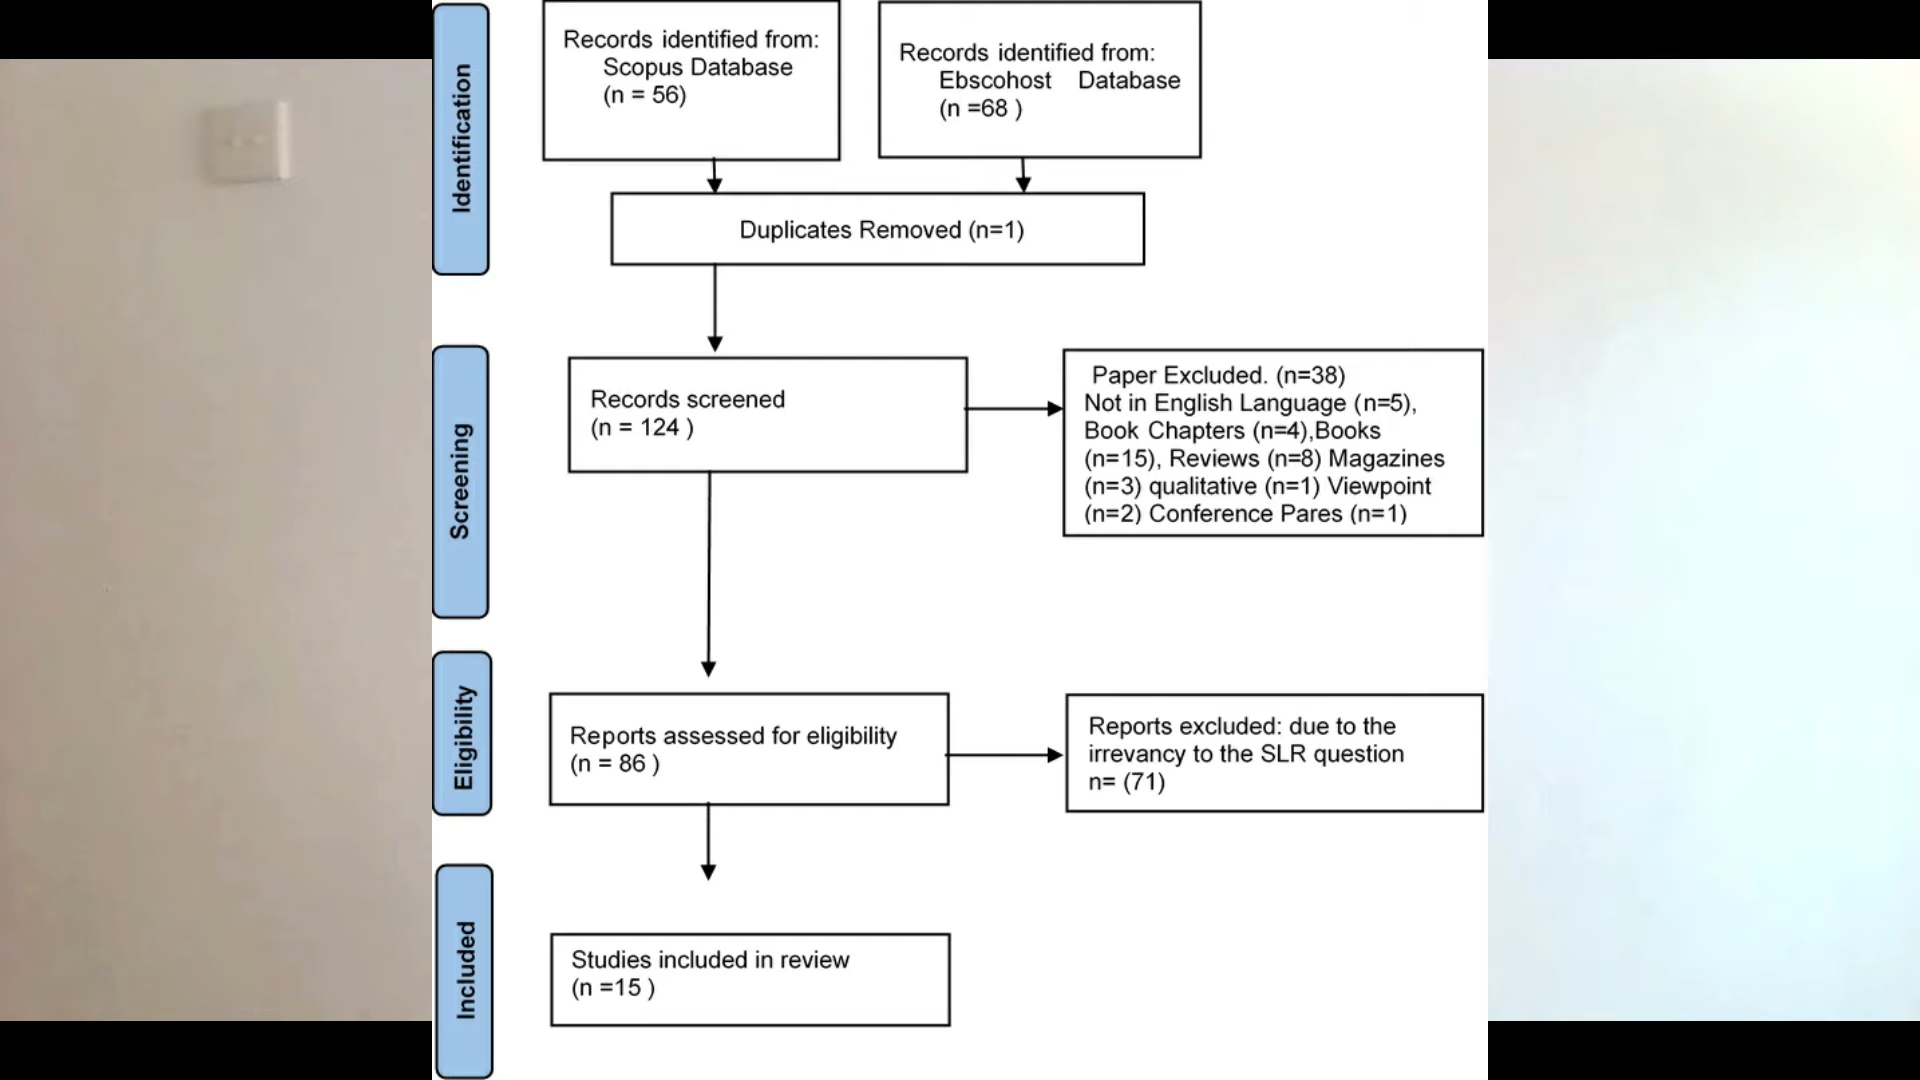 Identification
Records identified from:
Scopus Database
(n = 56)
Records identified from:
Ebscohost Database
(n =68 )
Duplicates Removed (n=1)
Screening
Records screened
(n = 124 )
Paper Excluded. (n=38)
Not in English Language (n=5),
Book Chapters (n=4),Books
(n=15), Reviews (n=8) Magazines
(n=3) qualitative (n=1) Viewpoint
(n=2) Conference Pares (n=1)
Eligibility
Reports assessed for eligibility
(n = 86 )
Reports excluded: due to the
irrevancy to the SLR question
n= (71)
Included
Studies included in review
(n =15 )